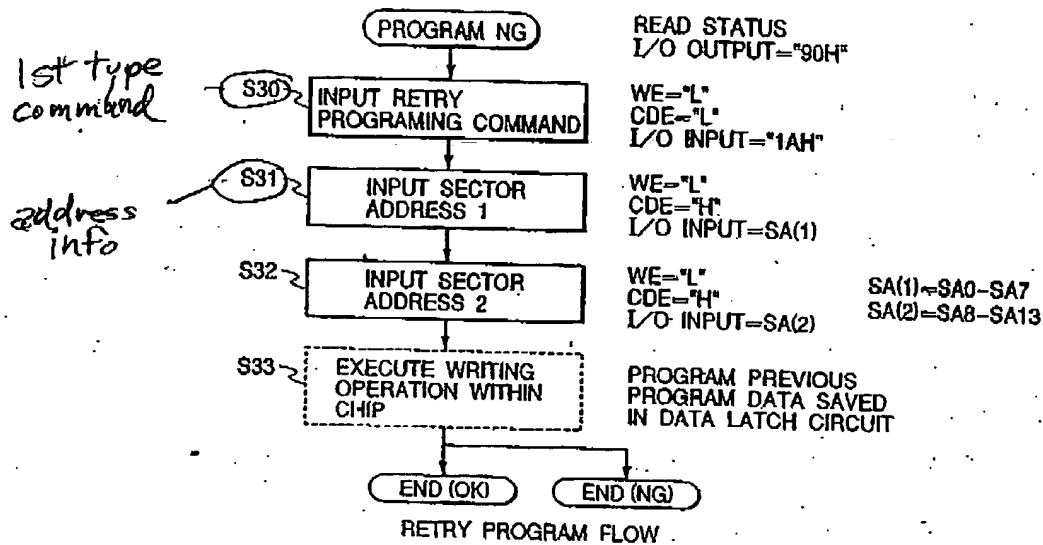 PROGRAM NG
READ STATUS
I/O OUTPUT="90H"
1st type
command
S30
INPUT RETRY
PROGRAMING COMMAND
WE="L"
CDE="L"
I/O INPUT="1AH"
address
info
S31
INPUT SECTOR
ADDRESS 1
WE="L"
CDE="H"
I/O INPUT=SA(1)
S32
INPUT SECTOR
ADDRESS 2
WE="L"
CDE="H"
I/O INPUT=SA(2)
SA(1)=SA0-SA7
SA(2)=SA8-SA13
S33
EXECUTE WRITING
OPERATION WITHIN
CHIP
PROGRAM PREVIOUS
PROGRAM DATA SAVED
IN DATA LATCH CIRCUIT
END (OK)
END (NG)
RETRY PROGRAM FLOW